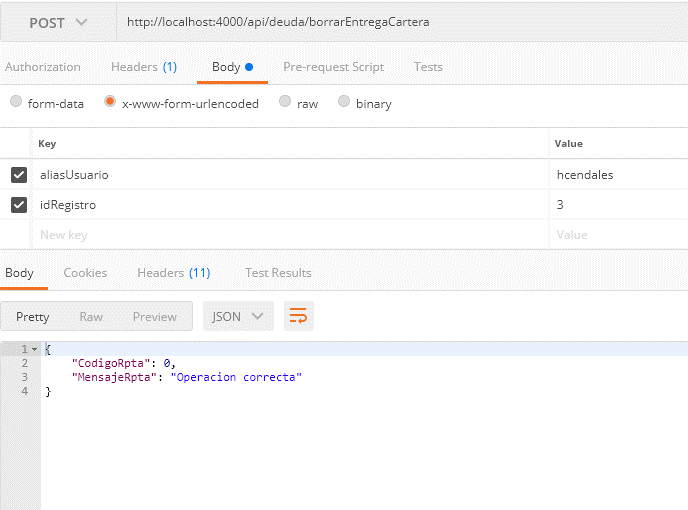 POST http://localhost:4000/api/deuda/borrarEntregaCartera
Authorization Headers (1) Body Pre-request Script Tests
form-data x-www-form-urlencoded raw binary
Key Value
aliasUsuario hcendales
idRegistro 3
New key Value
Body Cookies Headers (11) Test Results
Pretty Raw Preview JSON
1 {
2 "CodigoRpta": 0,
3 "MensajeRpta": "Operacion correcta"
4 }